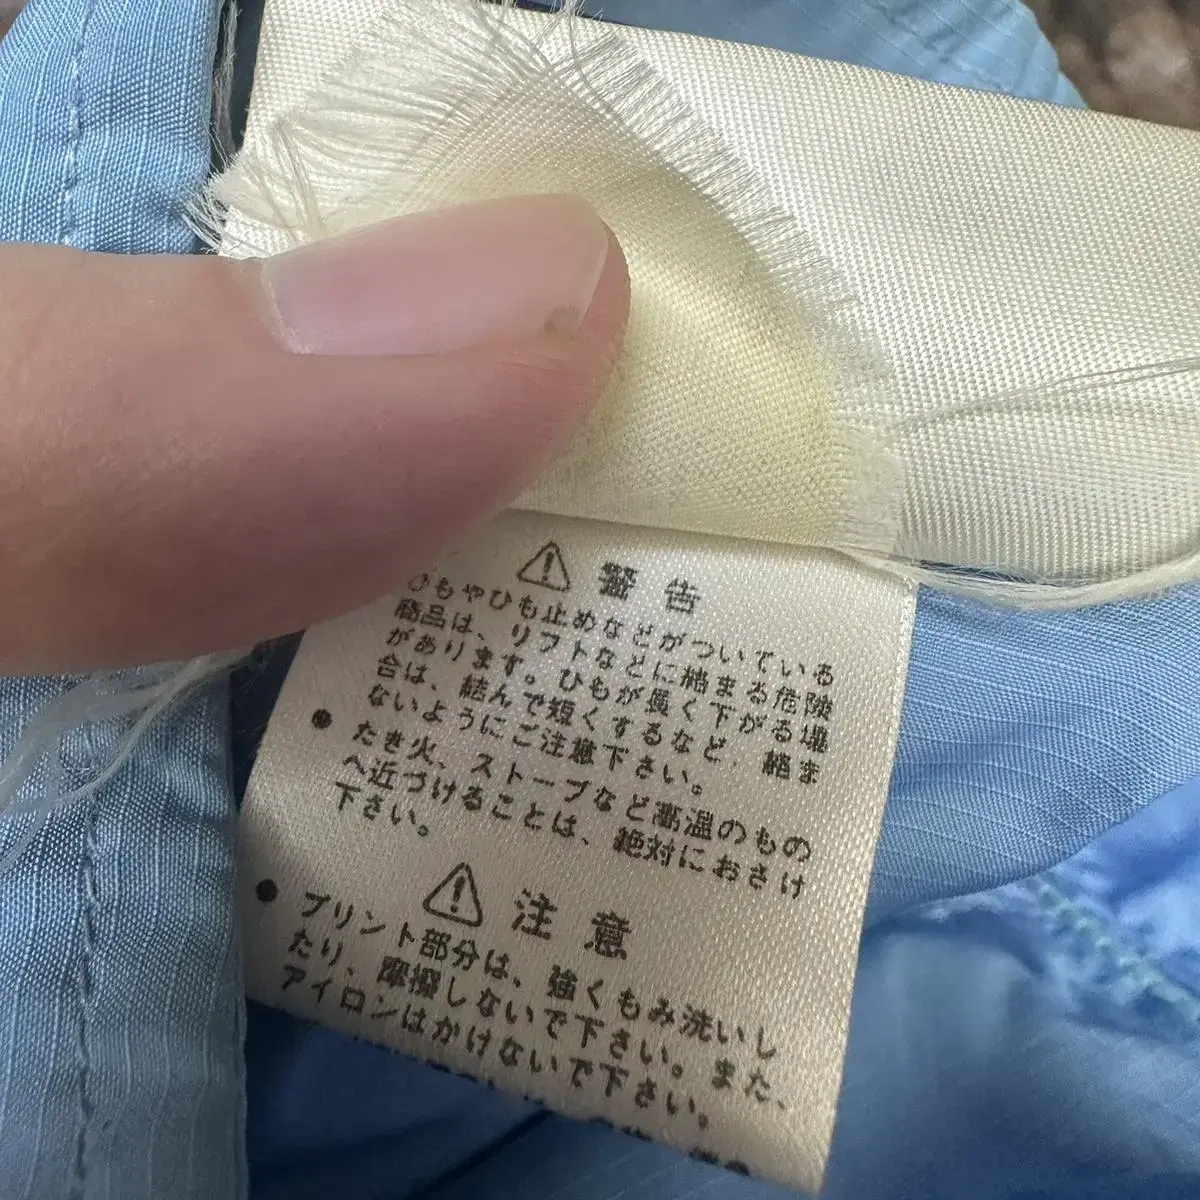 ⚠ 警告
ひもやひも止めなどがついている
商品は、リフトなどに絡まる危険
があります。ひもが長く下がる場
合は、結んで短くするなど、絡ま
ないようにご注意下さい。
● たき火、ストーブなど高温のもの
へ近づけることは、絶対におさけ
下さい。
⚠ 注意
● プリント部分は、強くもみ洗いし
たり、摩擦しないで下さい。また、
アイロンはかけないで下さい。